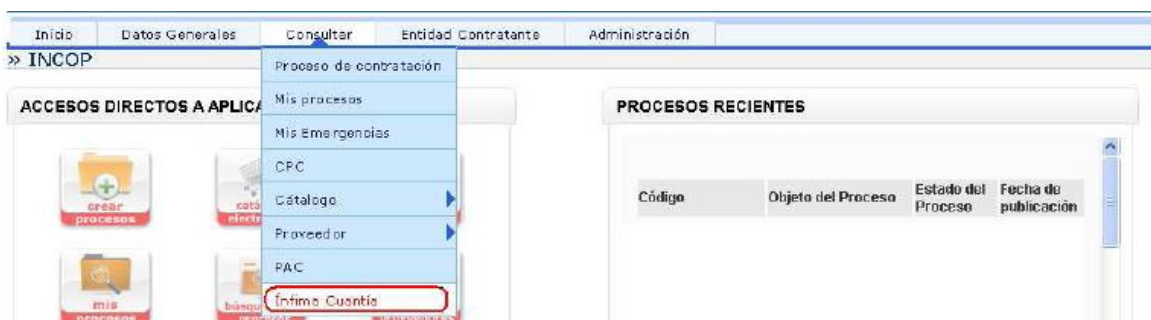 Inicio Datos Generales Consultar Entidad Contratante Administración
» INCOP
Proceso de contratación
Mis procesos
Mis Emergencias
CPC
Cátalogo
Proveedor
PAC
Ínfima Cuantía
ACCESOS DIRECTOS A APLICA
crear
procesos
mis
procesos
PROCESOS RECIENTES
Código Objeto del Proceso Estado del Proceso Fecha de publicación